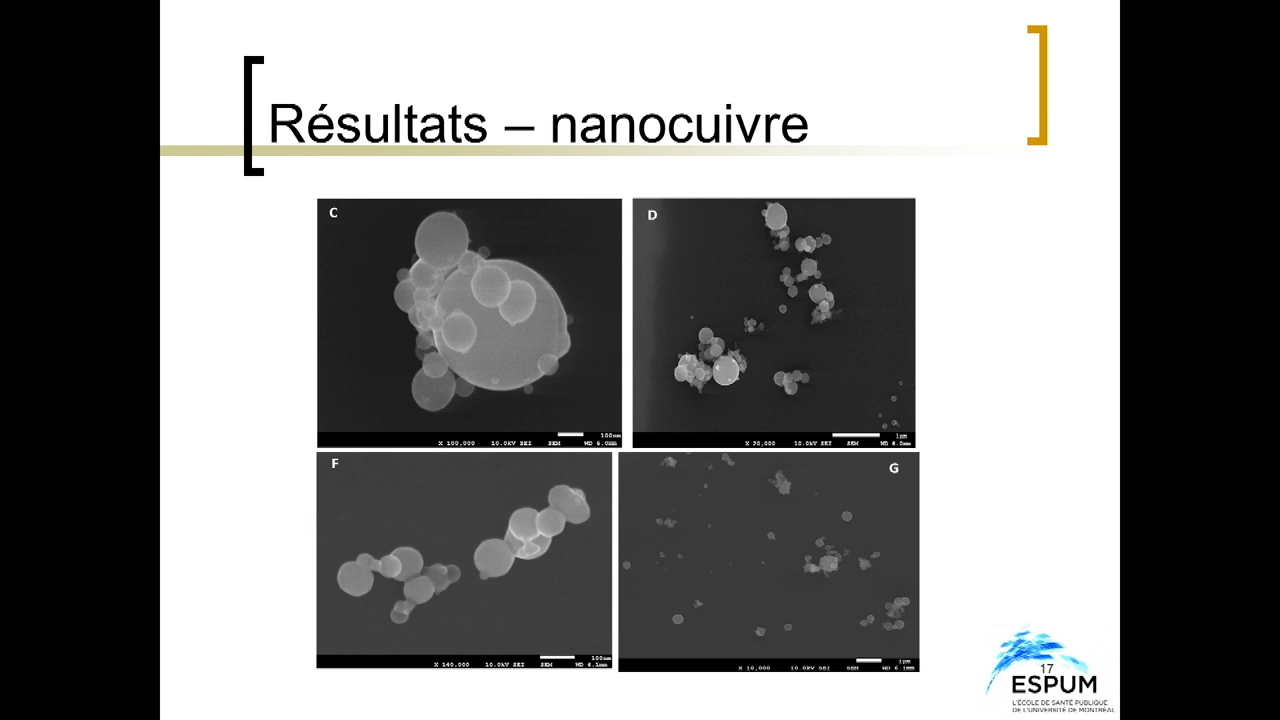 Résultats – nanocuivre
C
X 100,000 10.0kV SEI SEM WD 6.0mm
100nm
D
X 20,000 10.0kV SEI SEM WD 6.0mm
1µm
F
X 140,000 10.0kV SEI SEM WD 6.1mm
100nm
G
X 10,000 10.0kV SEI SEM WD 6.1mm
1µm
17
ESPUM
L'ÉCOLE DE SANTÉ PUBLIQUE
DE L'UNIVERSITÉ DE MONTRÉAL